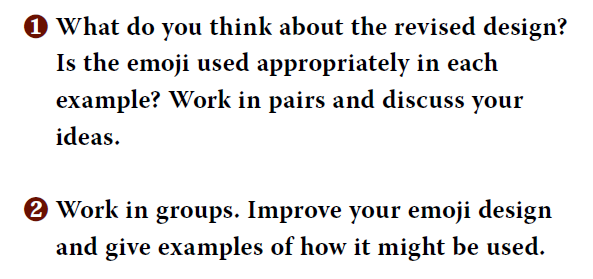 1 What do you think about the revised design?
Is the emoji used appropriately in each
example? Work in pairs and discuss your
ideas.
2 Work in groups. Improve your emoji design
and give examples of how it might be used.